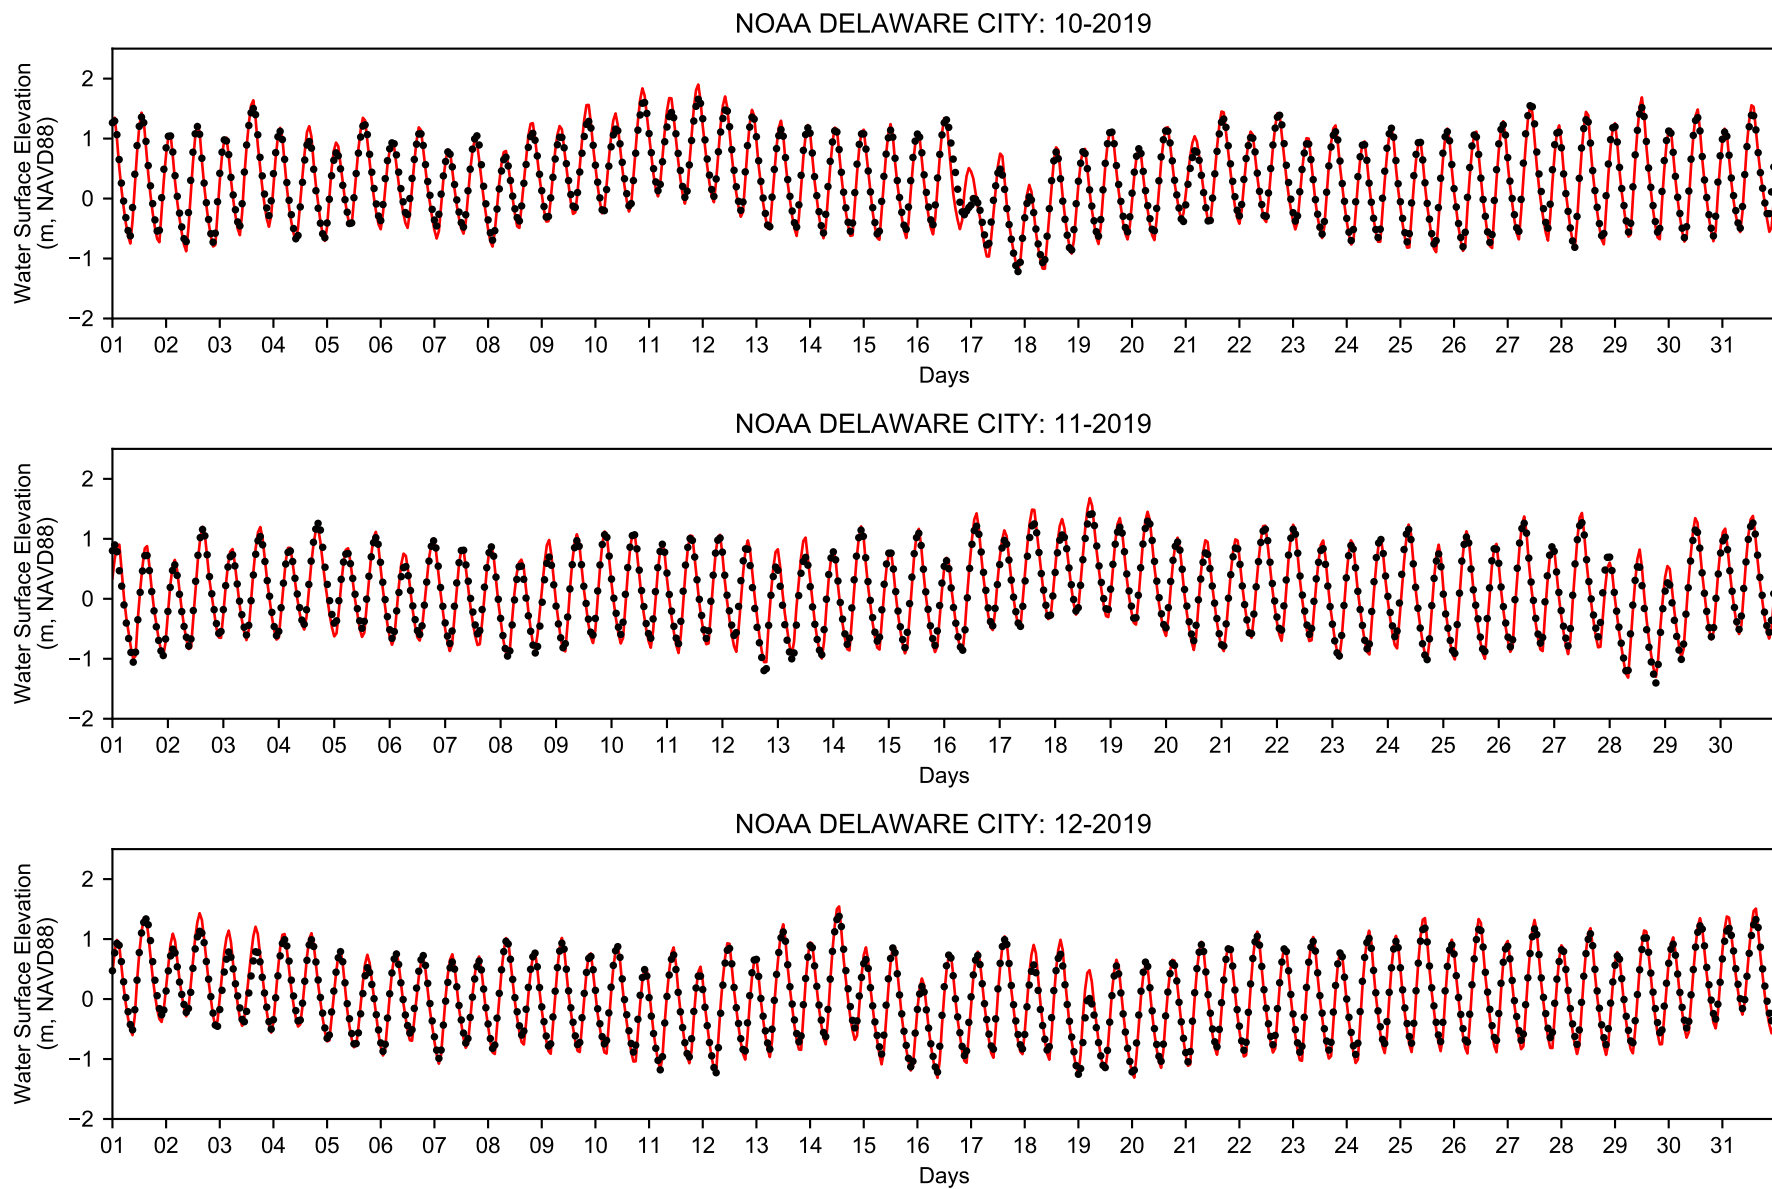 NOAA DELAWARE CITY: 10-2019
Water Surface Elevation
(m, NAVD88)
2
1
0
−1
−2
01 02 03 04 05 06 07 08 09 10 11 12 13 14 15 16 17 18 19 20 21 22 23 24 25 26 27 28 29 30 31
Days
NOAA DELAWARE CITY: 11-2019
Water Surface Elevation
(m, NAVD88)
2
1
0
−1
−2
01 02 03 04 05 06 07 08 09 10 11 12 13 14 15 16 17 18 19 20 21 22 23 24 25 26 27 28 29 30
Days
NOAA DELAWARE CITY: 12-2019
Water Surface Elevation
(m, NAVD88)
2
1
0
−1
−2
01 02 03 04 05 06 07 08 09 10 11 12 13 14 15 16 17 18 19 20 21 22 23 24 25 26 27 28 29 30 31
Days